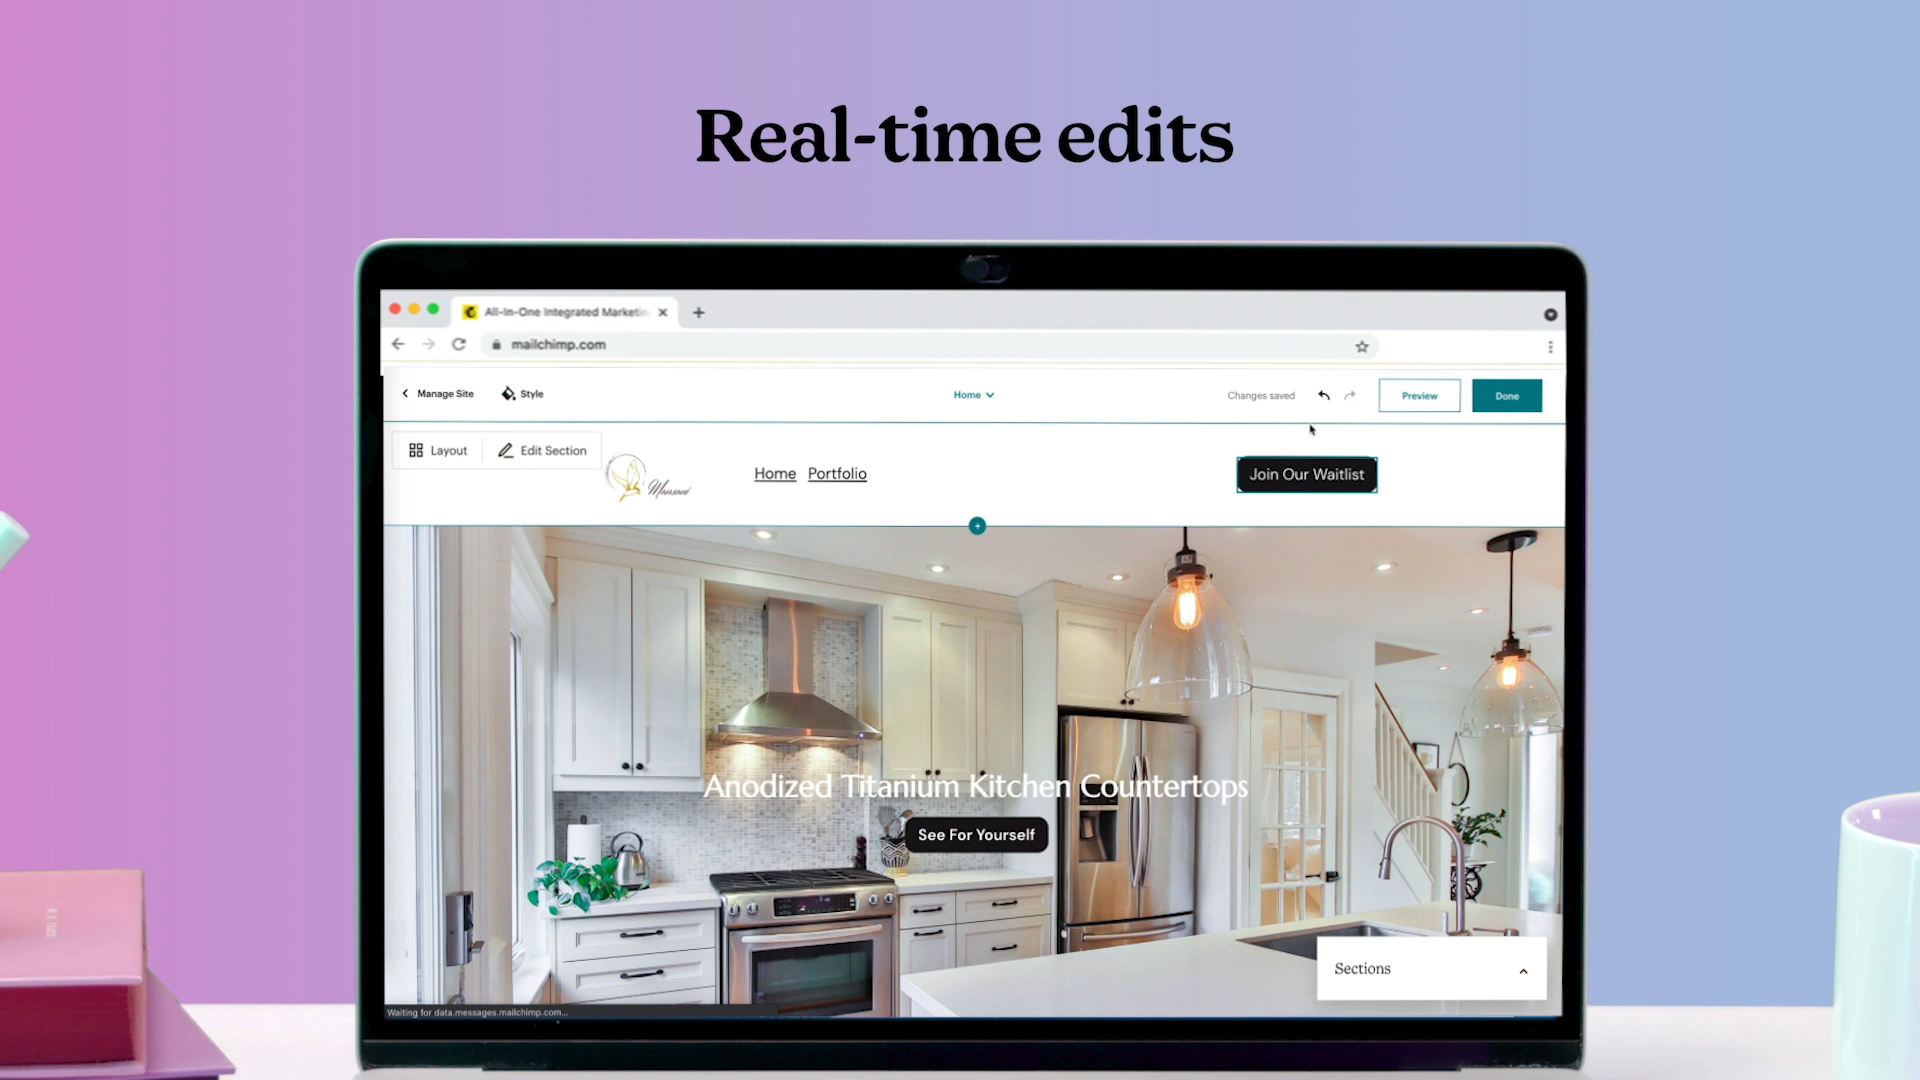 Real-time edits
All-In-One Integrated Marketin
mailchimp.com
Manage Site
Style
Home
Changes saved
Preview
Done
Layout
Edit Section
Mansoni
Home
Portfolio
Join Our Waitlist
Anodized Titanium Kitchen Countertops
See For Yourself
Sections
Waiting for data.messages.mailchimp.com...